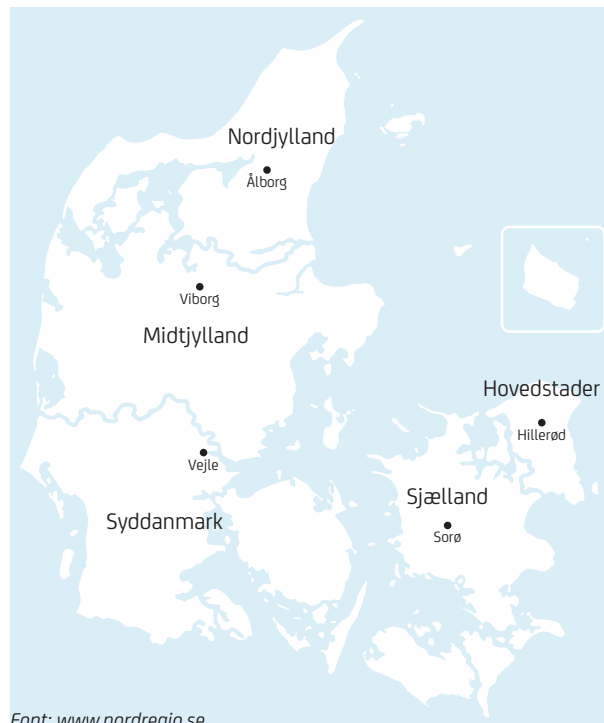 Nordjylland
Ålborg
Viborg
Midtjylland
Hovedstader
Hillerød
Vejle
Sjælland
Syddanmark
Sorø
Font: www.nordregio.se